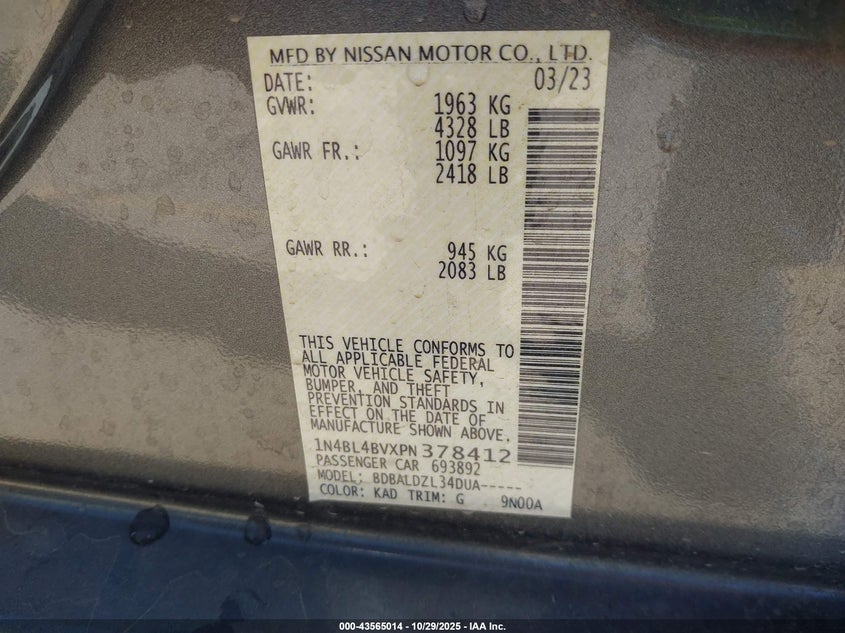 MFD BY NISSAN MOTOR CO., LTD.
DATE: 03/23
GVWR: 1963 KG
4328 LB
GAWR FR.: 1097 KG
2418 LB
GAWR RR.: 945 KG
2083 LB
THIS VEHICLE CONFORMS TO
ALL APPLICABLE FEDERAL
MOTOR VEHICLE SAFETY,
BUMPER, AND THEFT
PREVENTION STANDARDS IN
EFFECT ON THE DATE OF
MANUFACTURE SHOWN ABOVE.
1N4BL4BVXPN378412
PASSENGER CAR 693892
MODEL: BDBALDZL34DUA-----
COLOR: KAD TRIM: G 9N00A
000-43565014 - 10/29/2025 - IAA Inc.